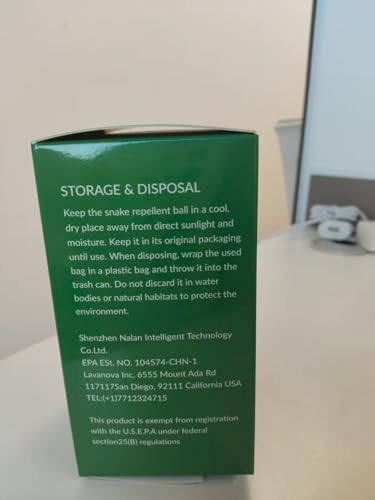 STORAGE & DISPOSAL
Keep the snake repellent ball in a cool,
dry place away from direct sunlight and
moisture. Keep it in its original packaging
until use. When disposing, wrap the used
bag in a plastic bag and throw it into the
trash can. Do not discard it in water
bodies or natural habitats to protect the
environment.
Shenzhen Nalan Intelligent Technology
Co.Ltd.
EPA ESt. NO. 104574-CHN-1
Lavanova Inc, 6555 Mount Ada Rd
1171175an Diego, 92111 California USA
TEL:(+1)7712324715
This product is exempt from registration
with the U.S.E.P.A under federal
section25(B) regulations